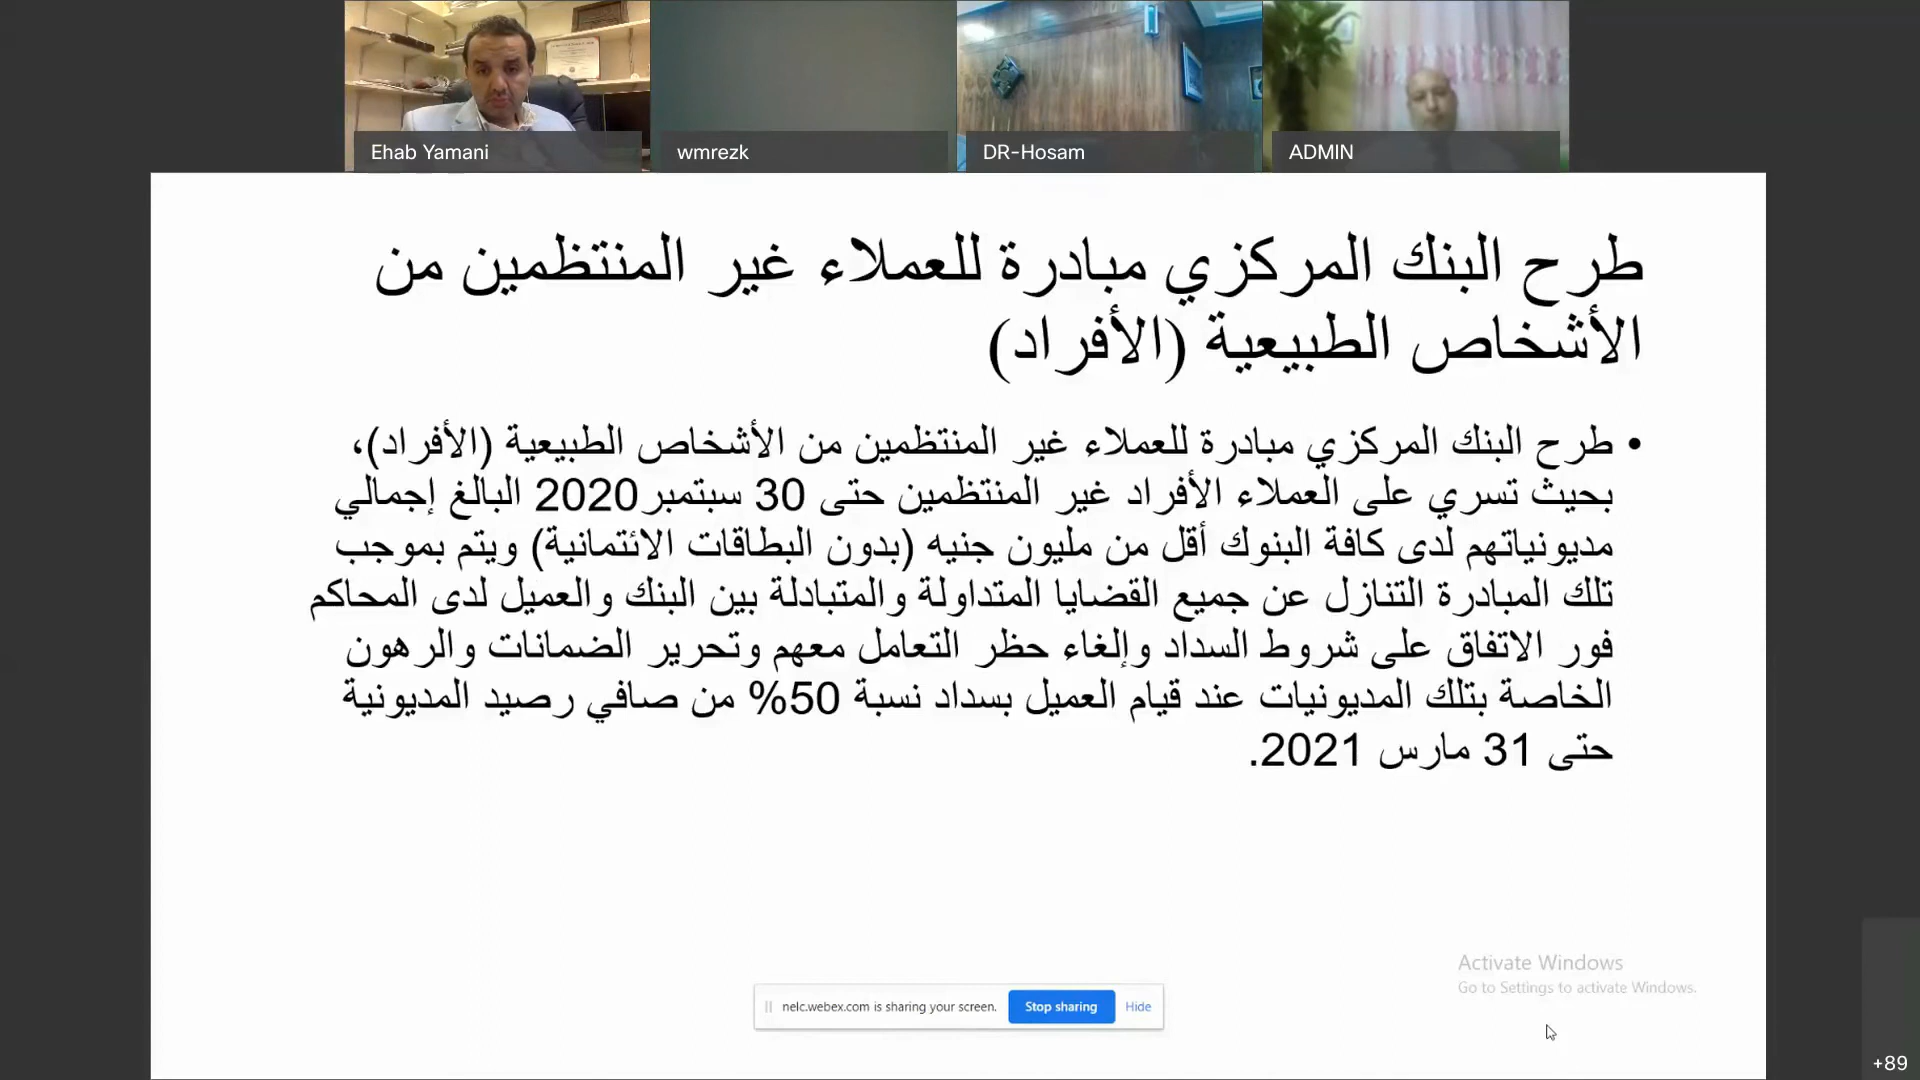 Ehab Yamani
wmrezk
DR-Hosam
ADMIN
طرح البنك المركزي مبادرة للعملاء غير المنتظمين من
الأشخاص الطبيعية (الأفراد)
• طرح البنك المركزي مبادرة للعملاء غير المنتظمين من الأشخاص الطبيعية (الأفراد)،
بحيث تسري على العملاء الأفراد غير المنتظمين حتى 30 سبتمبر2020 البالغ إجمالي
مديونياتهم لدى كافة البنوك أقل من مليون جنيه (بدون البطاقات الائتمانية) ويتم بموجب
تلك المبادرة التنازل عن جميع القضايا المتداولة والمتبادلة بين البنك والعميل لدى المحاكم
فور الاتفاق على شروط السداد وإلغاء حظر التعامل معهم وتحرير الضمانات والرهون
الخاصة بتلك المديونيات عند قيام العميل بسداد نسبة 50% من صافي رصيد المديونية
حتى 31 مارس 2021.
Activate Windows
Go to Settings to activate Windows.
nelc.webex.com is sharing your screen. Stop sharing Hide
+89